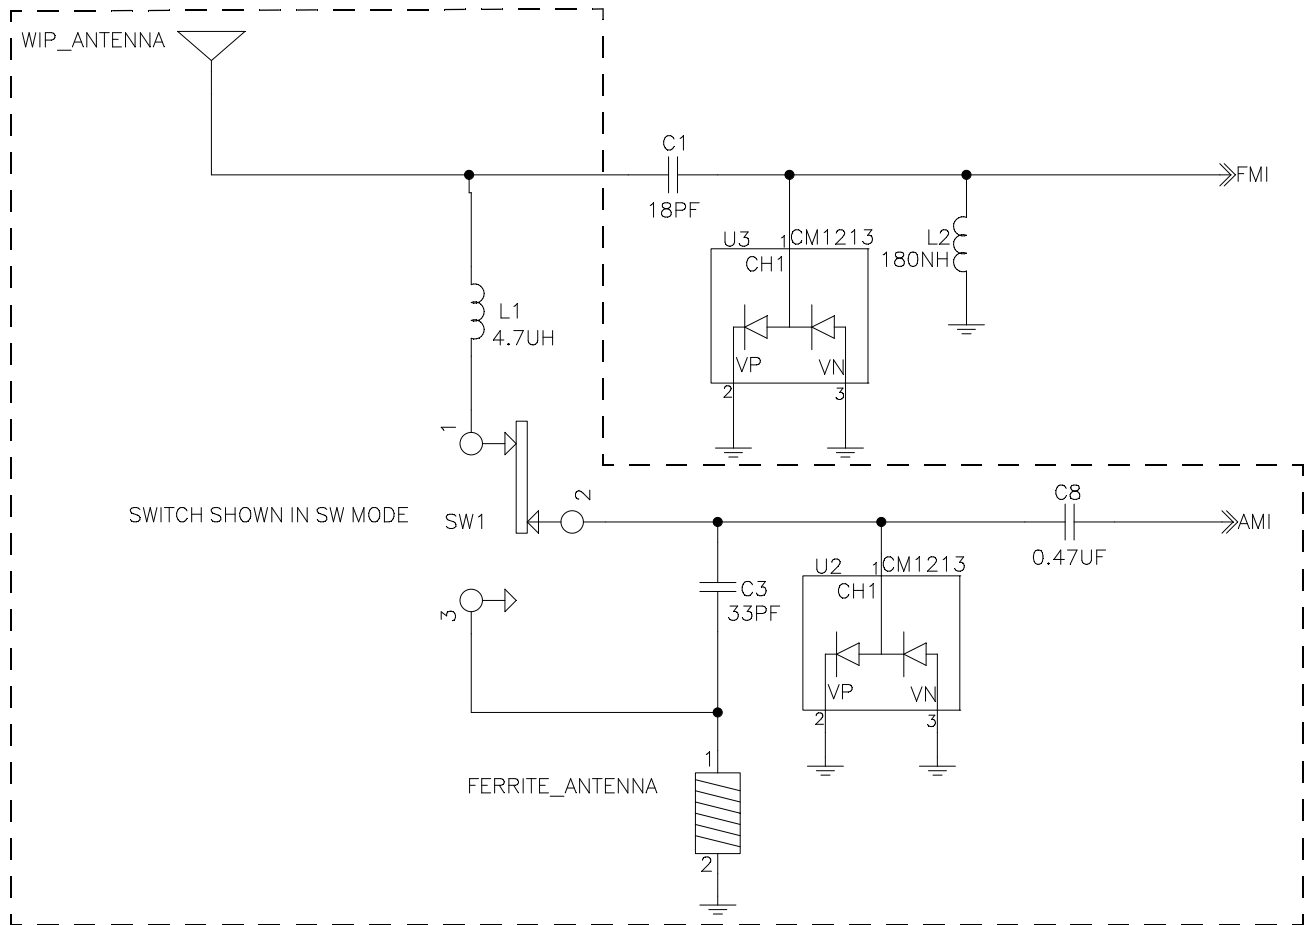 WIP_ANTENNA
C1
18PF
FMI
U3
1
CM1213
CH1
VP
VN
2
3
L2
180NH
L1
4.7UH
1
2
SWITCH SHOWN IN SW MODE
SW1
3
C8
0.47UF
AMI
C3
33PF
U2
1
CM1213
CH1
VP
VN
2
3
FERRITE_ANTENNA
1
2